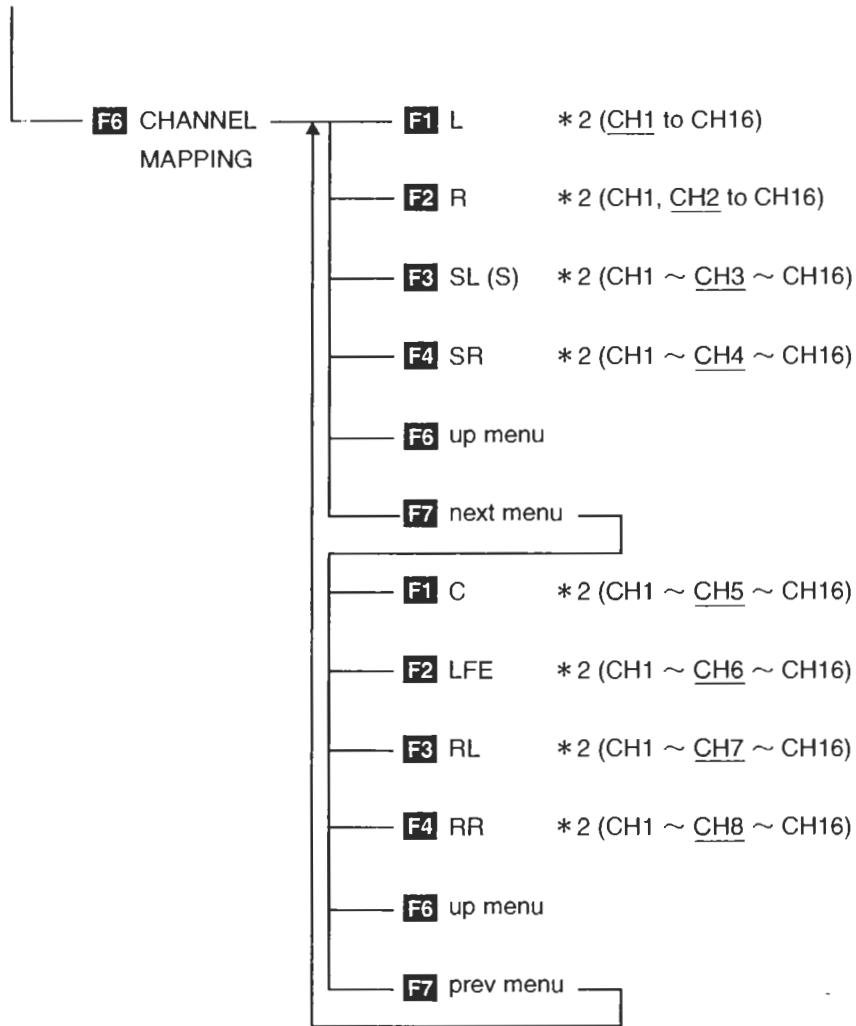 F6 CHANNEL MAPPING
F1 L *2 (CH1 to CH16)
F2 R *2 (CH1, CH2 to CH16)
F3 SL (S) *2 (CH1 ~ CH3 ~ CH16)
F4 SR *2 (CH1 ~ CH4 ~ CH16)
F6 up menu
F7 next menu
F1 C *2 (CH1 ~ CH5 ~ CH16)
F2 LFE *2 (CH1 ~ CH6 ~ CH16)
F3 RL *2 (CH1 ~ CH7 ~ CH16)
F4 RR *2 (CH1 ~ CH8 ~ CH16)
F6 up menu
F7 prev menu